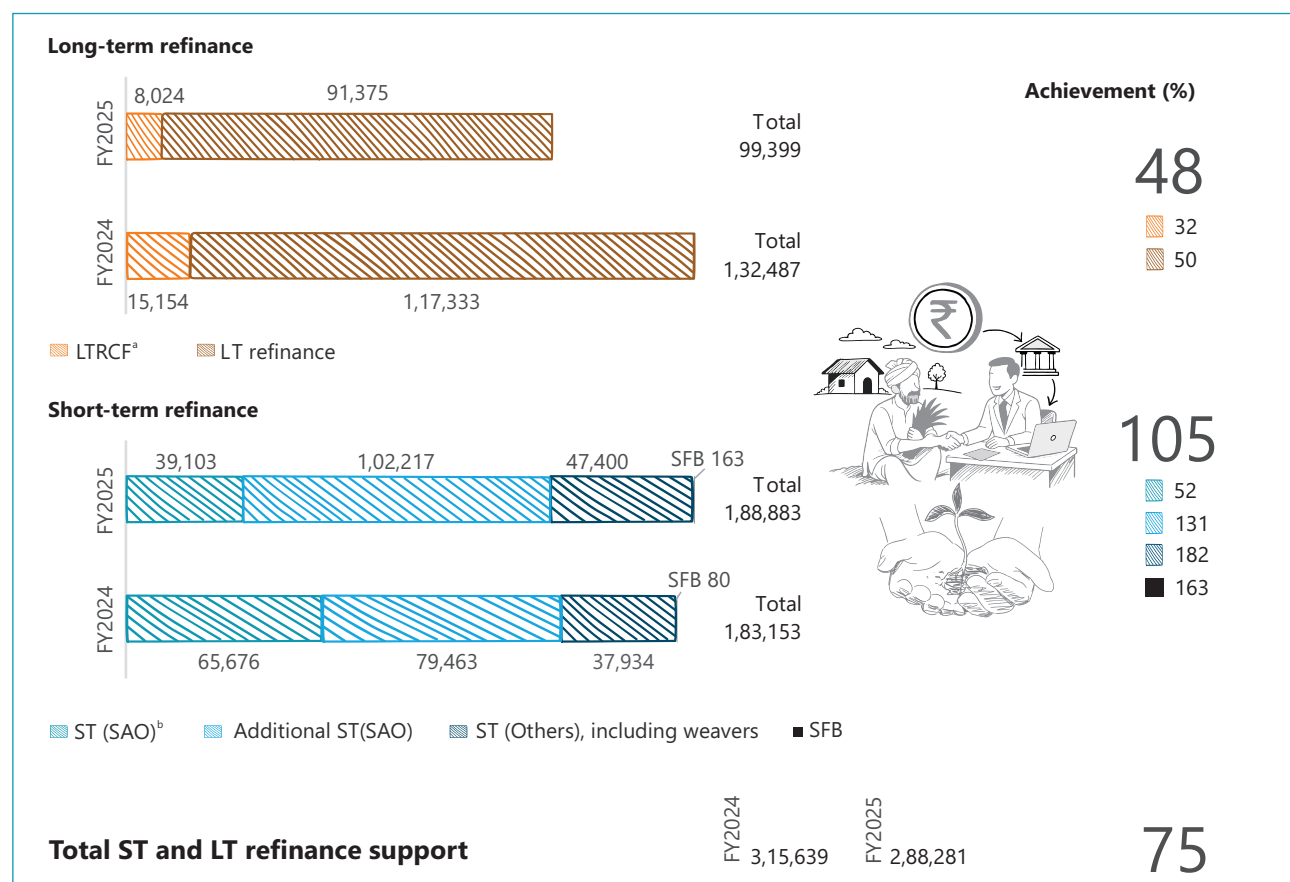 Long-term refinance
Achievement (%)
FY2025
8,024
91,375
Total
99,399
48
32
50
FY2024
Total
1,32,487
15,154
1,17,333
LTRCFa
LT refinance
₹
Short-term refinance
105
52
131
182
163
FY2025
39,103
1,02,217
47,400
SFB 163
Total
1,88,883
FY2024
SFB 80
Total
1,83,153
65,676
79,463
37,934
ST (SAO)b
Additional ST(SAO)
ST (Others), including weavers
SFB
Total ST and LT refinance support
FY2024
3,15,639
FY2025
2,88,281
75